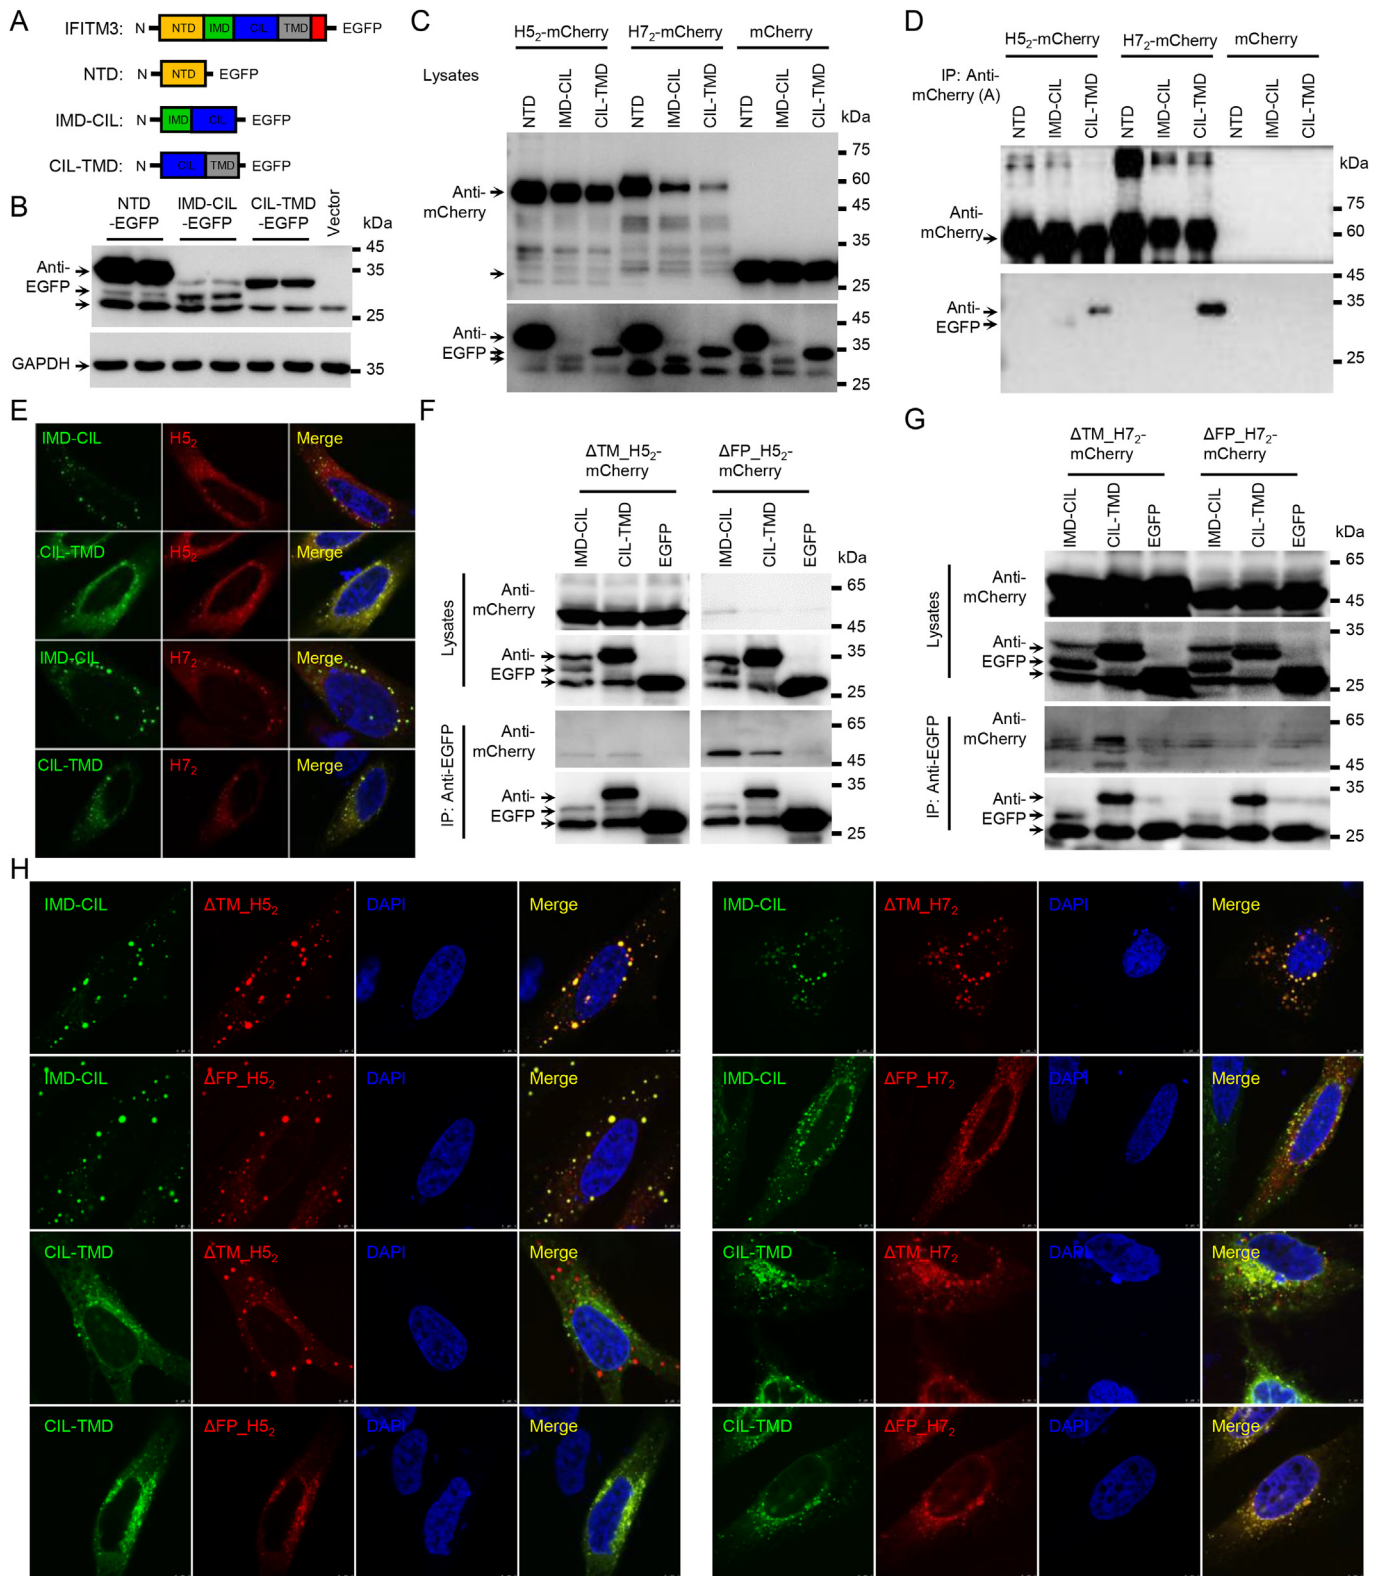 A
IFITM3: N NTD IMD CIL TMD EGFP
NTD: N NTD EGFP
IMD-CIL: N IMD CIL EGFP
CIL-TMD: N CIL TMD EGFP
B
NTD -EGFP IMD-CIL -EGFP CIL-TMD -EGFP Vector kDa
Anti-EGFP
45
35
25
GAPDH
35
C
H5₂-mCherry H7₂-mCherry mCherry
Lysates
NTD IMD-CIL CIL-TMD NTD IMD-CIL CIL-TMD NTD IMD-CIL CIL-TMD
kDa
Anti-mCherry
75
60
45
35
25
Anti-EGFP
45
35
25
D
H5₂-mCherry H7₂-mCherry mCherry
IP: Anti-mCherry (A)
NTD IMD-CIL CIL-TMD NTD IMD-CIL CIL-TMD NTD IMD-CIL CIL-TMD
kDa
Anti-mCherry
75
60
45
Anti-EGFP
35
25
E
IMD-CIL H5₂ Merge
CIL-TMD H5₂ Merge
IMD-CIL H7₂ Merge
CIL-TMD H7₂ Merge
F
ΔTM_H5₂-mCherry ΔFP_H5₂-mCherry
IMD-CIL CIL-TMD EGFP IMD-CIL CIL-TMD EGFP
kDa
Lysates
Anti-mCherry
65
45
Anti-EGFP
35
25
IP: Anti-EGFP
Anti-mCherry
65
45
Anti-EGFP
35
25
G
ΔTM_H7₂-mCherry ΔFP_H7₂-mCherry
IMD-CIL CIL-TMD EGFP IMD-CIL CIL-TMD EGFP
kDa
Lysates
Anti-mCherry
65
45
Anti-EGFP
35
25
IP: Anti-EGFP
Anti-mCherry
65
45
Anti-EGFP
35
25
H
IMD-CIL ΔTM_H5₂ DAPI Merge
IMD-CIL ΔTM_H7₂ DAPI Merge
IMD-CIL ΔFP_H5₂ DAPI Merge
IMD-CIL ΔFP_H7₂ DAPI Merge
CIL-TMD ΔTM_H5₂ DAPI Merge
CIL-TMD ΔTM_H7₂ DAPI Merge
CIL-TMD ΔFP_H5₂ DAPI Merge
CIL-TMD ΔFP_H7₂ DAPI Merge